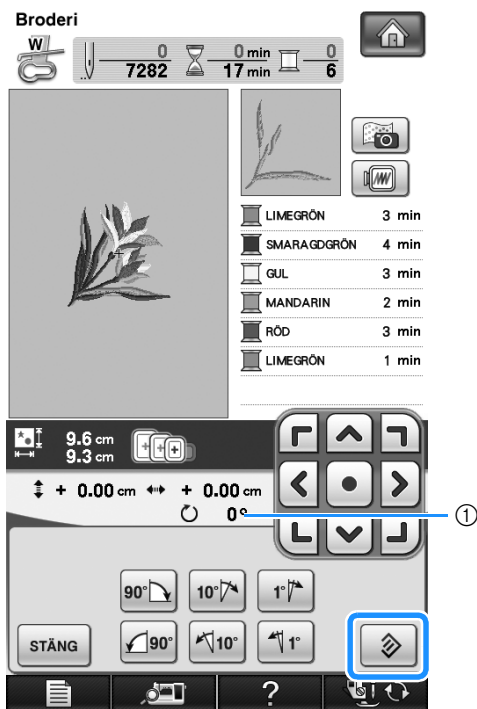 Broderi
W
0 0 min 0
7282 17 min 6
LIMEGRÖN 3 min
SMARAGDGRÖN 4 min
GUL 3 min
MANDARIN 2 min
RÖD 3 min
LIMEGRÖN 1 min
9.6 cm
9.3 cm
+ 0.00 cm + 0.00 cm
0°
①
90° 10° 1°
STÄNG 90° 10° 1°
?